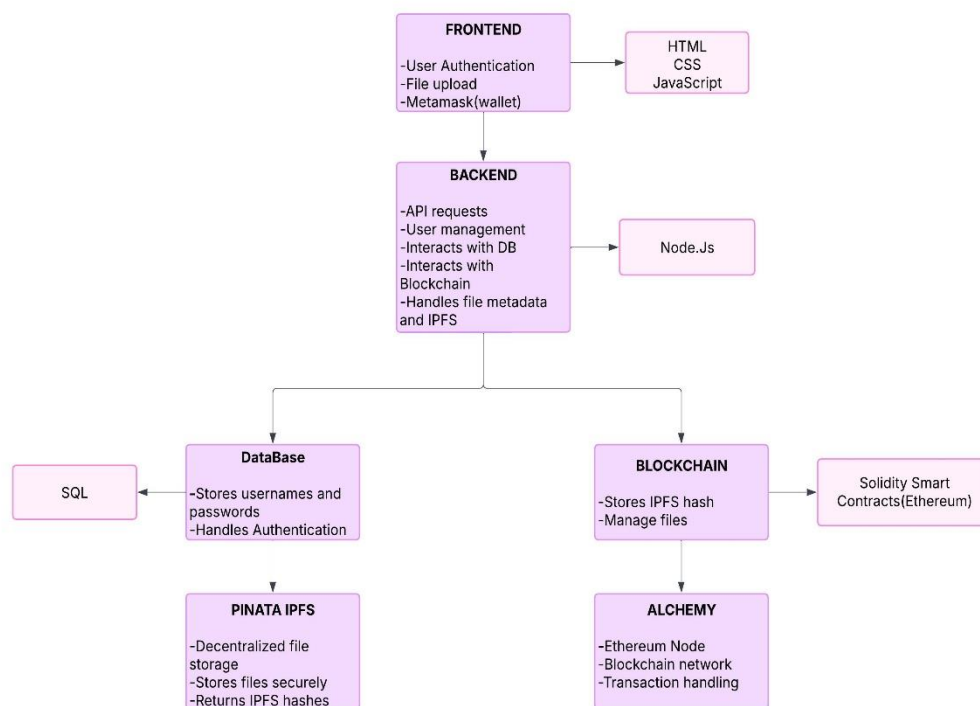 FRONTEND
-User Authentication
-File upload
-Metamask(wallet)
HTML
CSS
JavaScript
BACKEND
-API requests
-User management
-Interacts with DB
-Interacts with
Blockchain
-Handles file metadata
and IPFS
Node.Js
SQL
DataBase
-Stores usernames and
passwords
-Handles Authentication
BLOCKCHAIN
-Stores IPFS hash
-Manage files
Solidity Smart
Contracts(Ethereum)
PINATA IPFS
-Decentralized file
storage
-Stores files securely
-Returns IPFS hashes
ALCHEMY
-Ethereum Node
-Blockchain network
-Transaction handling